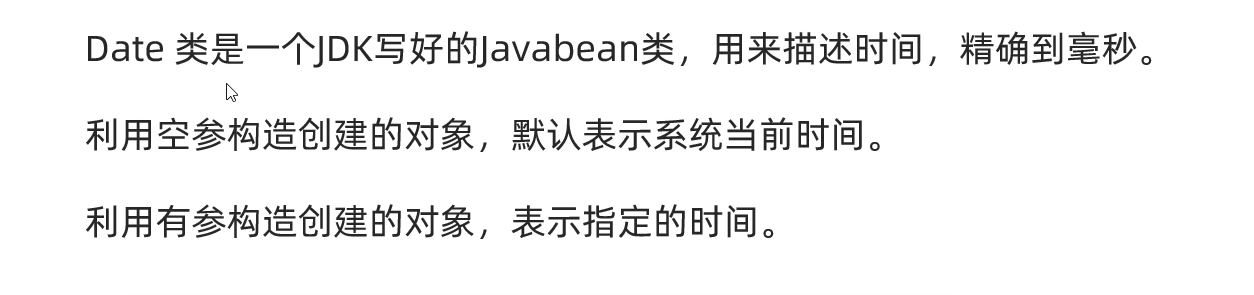 Date 类是一个JDK写好的Javabean类，用来描述时间，精确到毫秒。
利用空参构造创建的对象，默认表示系统当前时间。
利用有参构造创建的对象，表示指定的时间。